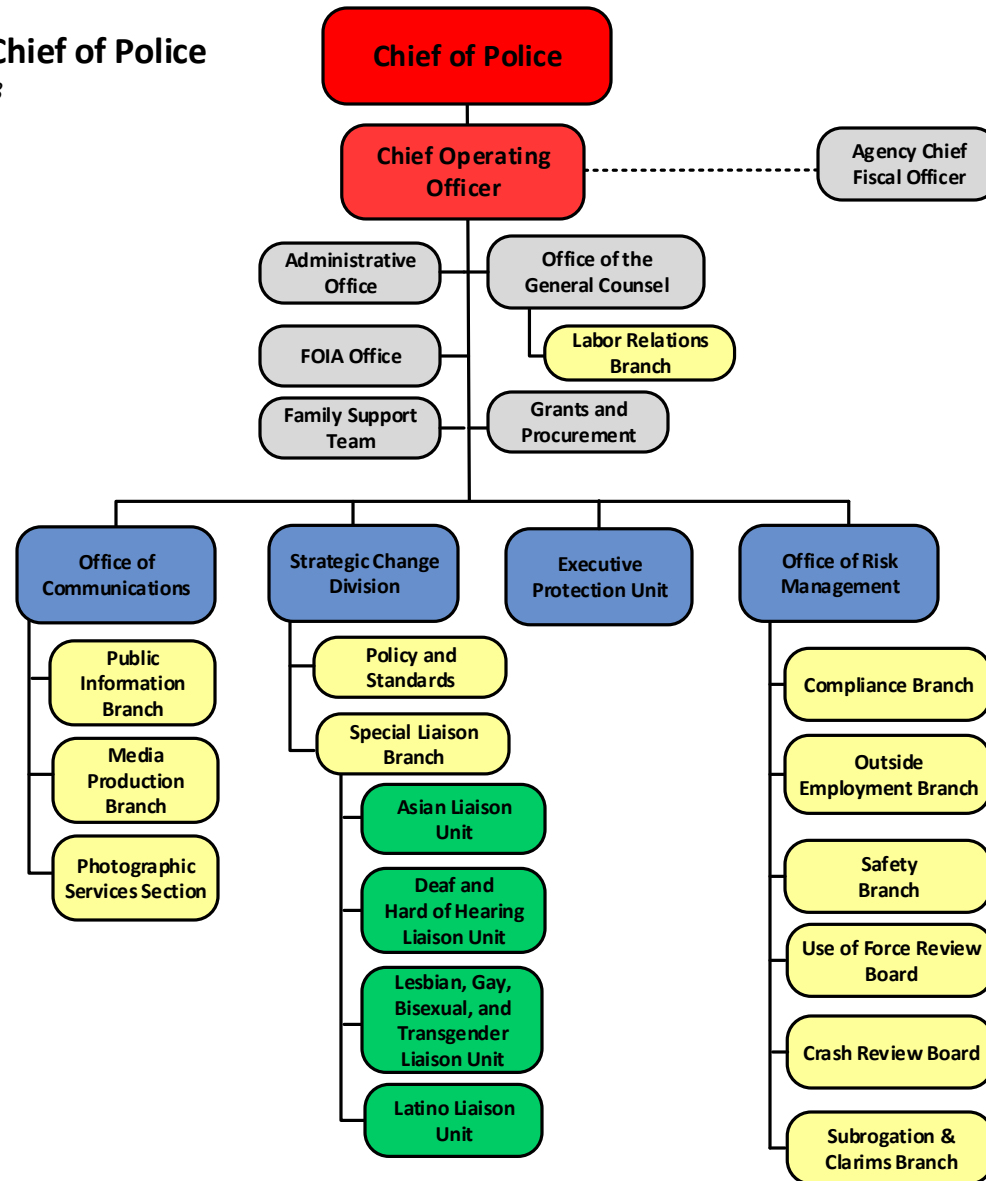 Chief of Police
Chief of Police
Chief Operating
Officer
Agency Chief
Fiscal Officer
Administrative
Office
Office of the
General Counsel
Labor Relations
Branch
FOIA Office
Family Support
Team
Grants and
Procurement
Office of
Communications
Strategic Change
Division
Executive
Protection Unit
Office of Risk
Management
Public
Information
Branch
Media
Production
Branch
Photographic
Services Section
Policy and
Standards
Special Liaison
Branch
Asian Liaison
Unit
Deaf and
Hard of Hearing
Liaison Unit
Lesbian, Gay,
Bisexual, and
Transgender
Liaison Unit
Latino Liaison
Unit
Compliance Branch
Outside
Employment Branch
Safety
Branch
Use of Force Review
Board
Crash Review Board
Subrogation &
Clarims Branch